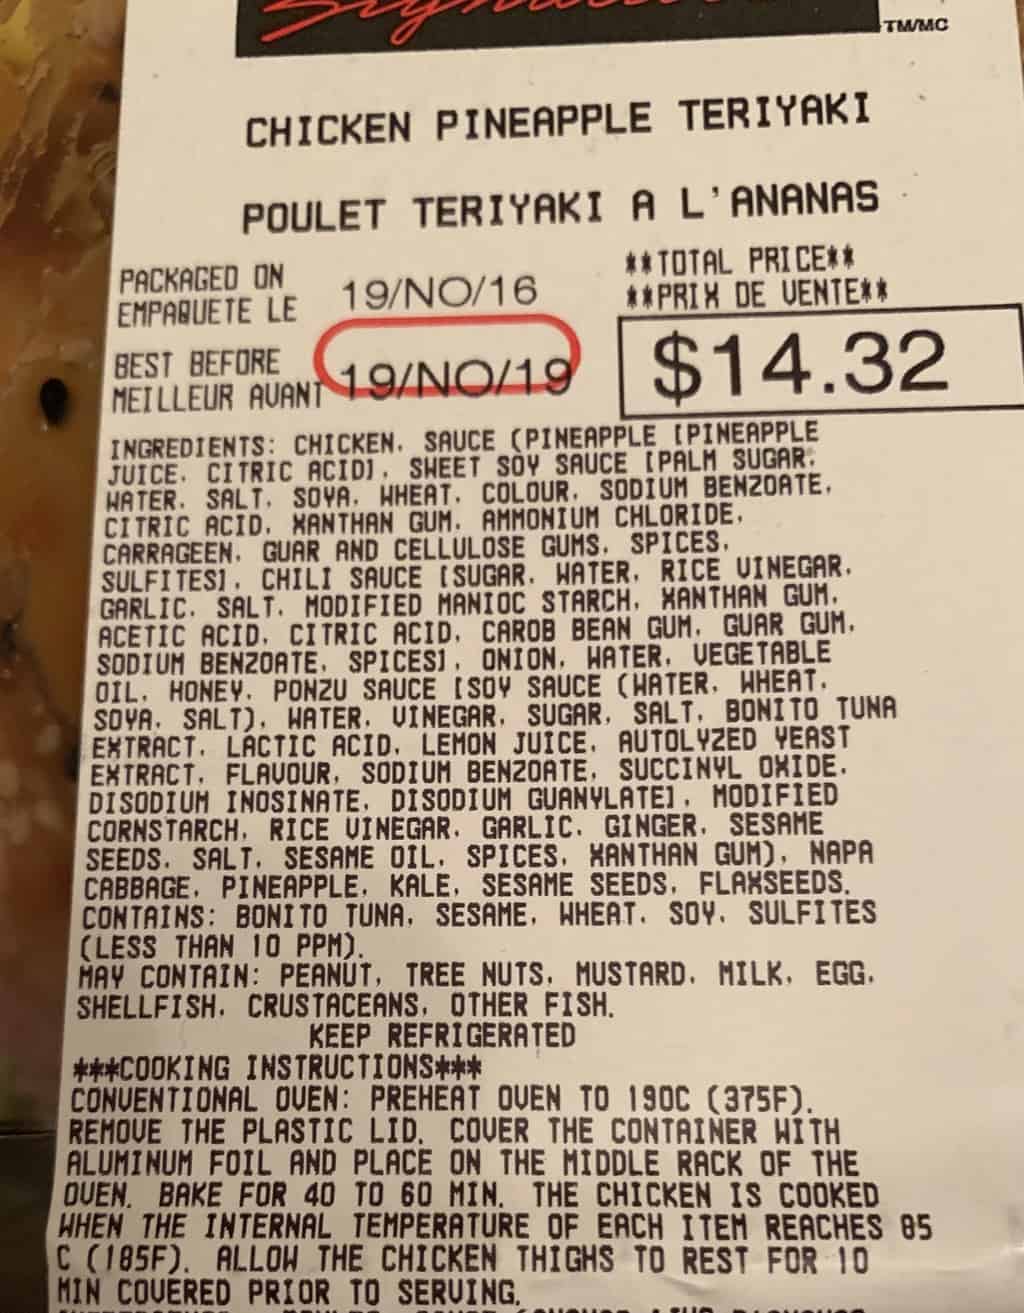 Signature
TM/MC
CHICKEN PINEAPPLE TERIYAKI
POULET TERIYAKI A L'ANANAS
PACKAGED ON
EMPAQUETE LE
19/NO/16
**TOTAL PRICE**
**PRIX DE VENTE**
BEST BEFORE
MEILLEUR AVANT
19/NO/19
$14.32
INGREDIENTS: CHICKEN, SAUCE (PINEAPPLE [PINEAPPLE
JUICE, CITRIC ACID], SWEET SOY SAUCE [PALM SUGAR,
WATER, SALT, SOYA, WHEAT, COLOUR, SODIUM BENZOATE,
CITRIC ACID, XANTHAN GUM, AMMONIUM CHLORIDE,
CARRAGEEN, GUAR AND CELLULOSE GUMS, SPICES,
SULFITES], CHILI SAUCE [SUGAR, WATER, RICE VINEGAR,
GARLIC, SALT, MODIFIED MANIOC STARCH, XANTHAN GUM,
ACETIC ACID, CITRIC ACID, CAROB BEAN GUM, GUAR GUM,
SODIUM BENZOATE, SPICES], ONION, WATER, VEGETABLE
OIL, HONEY, PONZU SAUCE [SOY SAUCE (WATER, WHEAT,
SOYA, SALT), WATER, VINEGAR, SUGAR, SALT, BONITO TUNA
EXTRACT, LACTIC ACID, LEMON JUICE, AUTOLYZED YEAST
EXTRACT, FLAVOUR, SODIUM BENZOATE, SUCCINYL OXIDE,
DISODIUM INOSINATE, DISODIUM GUANYLATE], MODIFIED
CORNSTARCH, RICE VINEGAR, GARLIC, GINGER, SESAME
SEEDS, SALT, SESAME OIL, SPICES, XANTHAN GUM), NAPA
CABBAGE, PINEAPPLE, KALE, SESAME SEEDS, FLAXSEEDS.
CONTAINS: BONITO TUNA, SESAME, WHEAT, SOY, SULFITES
(LESS THAN 10 PPM).
MAY CONTAIN: PEANUT, TREE NUTS, MUSTARD, MILK, EGG,
SHELLFISH, CRUSTACEANS, OTHER FISH.
KEEP REFRIGERATED
***COOKING INSTRUCTIONS***
CONVENTIONAL OVEN: PREHEAT OVEN TO 190C (375F).
REMOVE THE PLASTIC LID. COVER THE CONTAINER WITH
ALUMINUM FOIL AND PLACE ON THE MIDDLE RACK OF THE
OVEN. BAKE FOR 40 TO 60 MIN. THE CHICKEN IS COOKED
WHEN THE INTERNAL TEMPERATURE OF EACH ITEM REACHES 85
C (185F). ALLOW THE CHICKEN THIGHS TO REST FOR 10
MIN COVERED PRIOR TO SERVING.